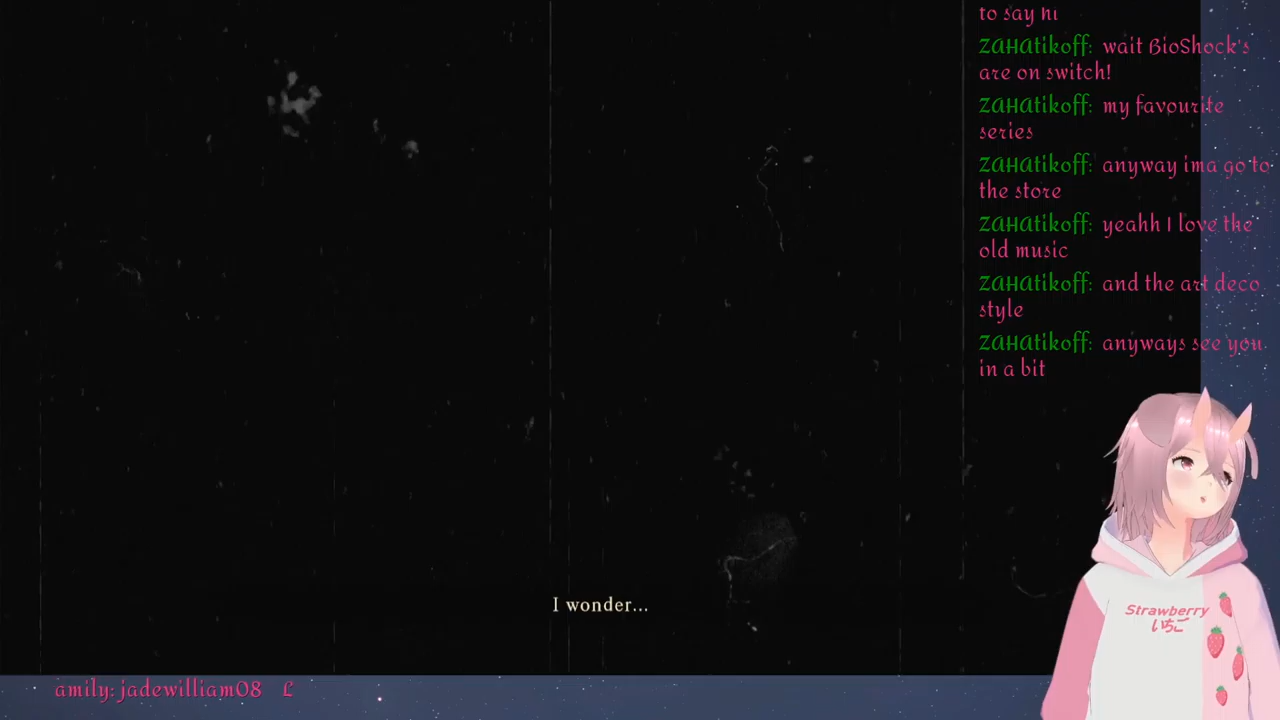 to say hi
zaHatikoff: wait BioShock's
are on switch!
zaHatikoff: my favourite
series
zaHatikoff: anyway ima go to
the store
zaHatikoff: yeahh I love the
old music
zaHatikoff: and the art deco
style
zaHatikoff: anyways see you
in a bit
I wonder...
Strawberry
いちご
amily: jadewilliam08 L